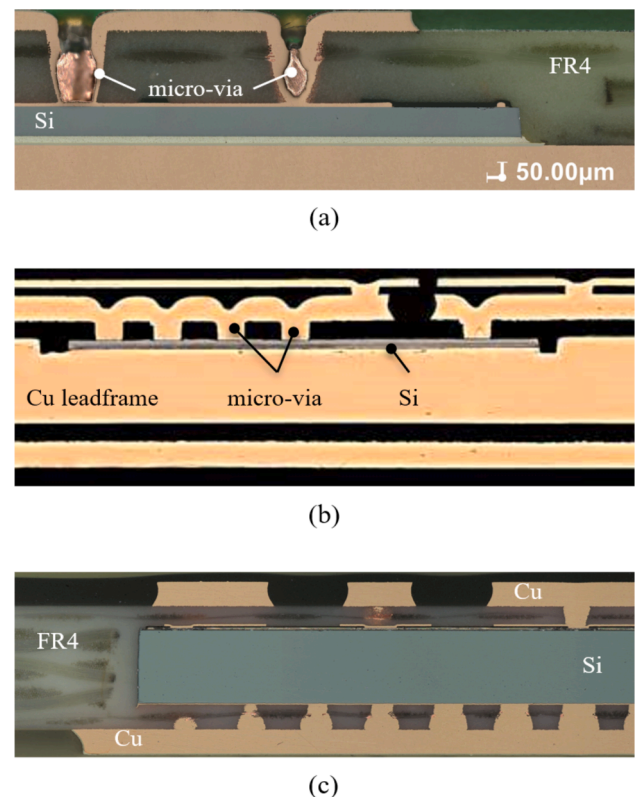 FR4
micro-via
Si
50.00µm
(a)
Cu leadframe micro-via Si
(b)
Cu
FR4
Si
Cu
(c)